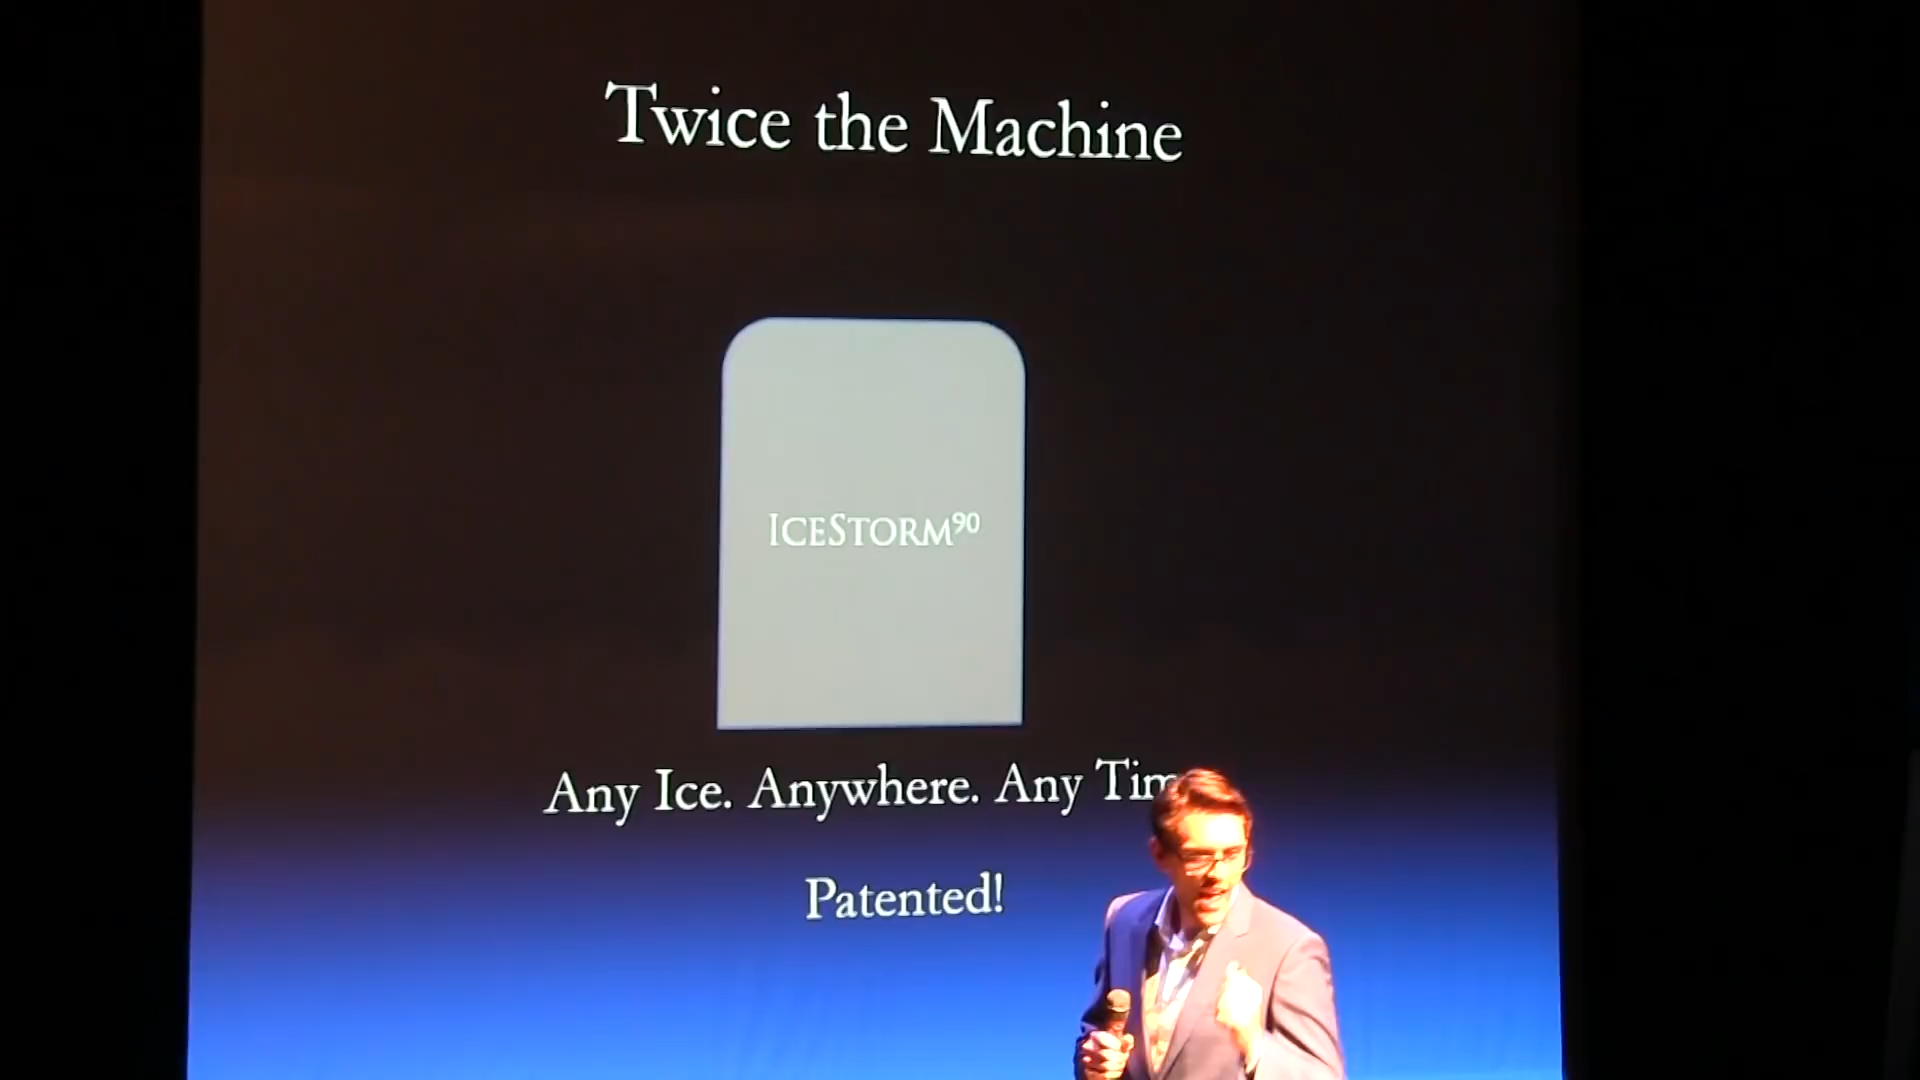 Twice the Machine
ICESTORM⁹⁰
Any Ice. Anywhere. Any
Patented!